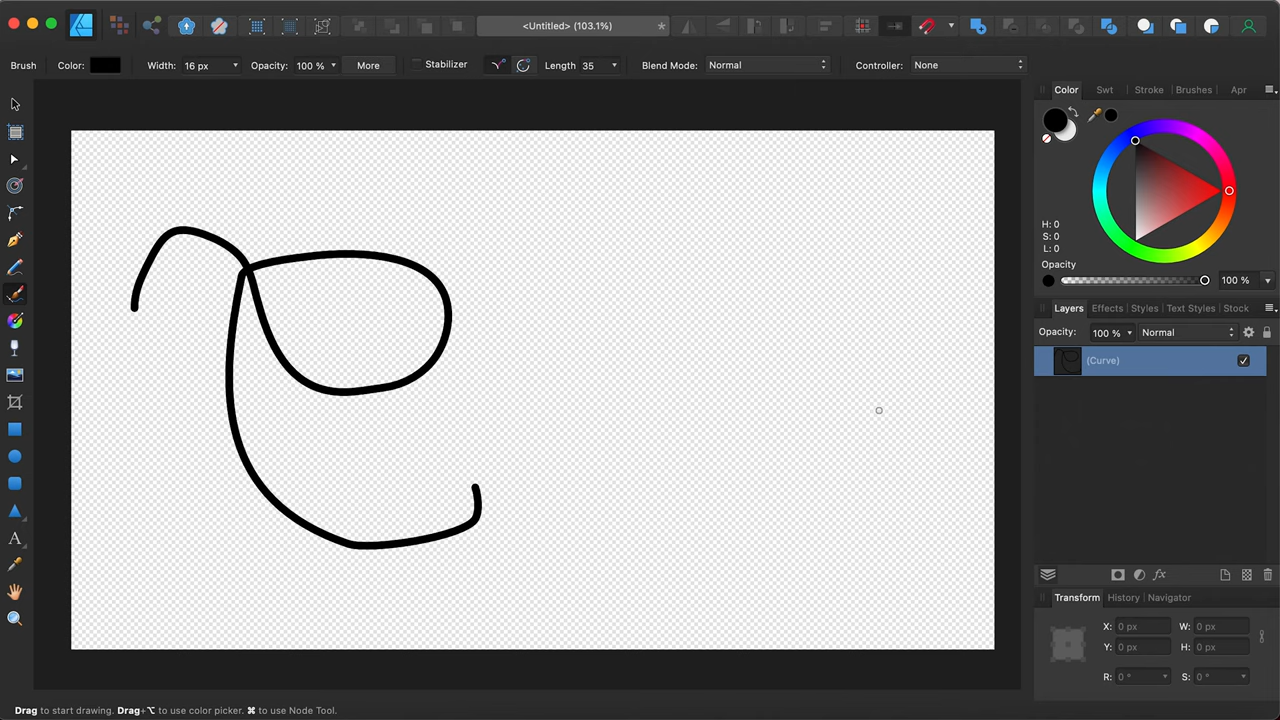 <Untitled> (103.1%)
*
Brush
Color:
Width: 16 px
Opacity: 100 %
More
Stabilizer
Length 35
Blend Mode: Normal
Controller: None
Color Swt Stroke Brushes Apr
H: 0
S: 0
L: 0
Opacity
100 %
Layers Effects Styles Text Styles Stock
Opacity: 100 % Normal
(Curve)
A
fx
Transform History Navigator
X: 0 px W: 0 px
Y: 0 px H: 0 px
R: 0 ° S: 0 °
Drag to start drawing. Drag+⌥ to use color picker. ⌘ to use Node Tool.